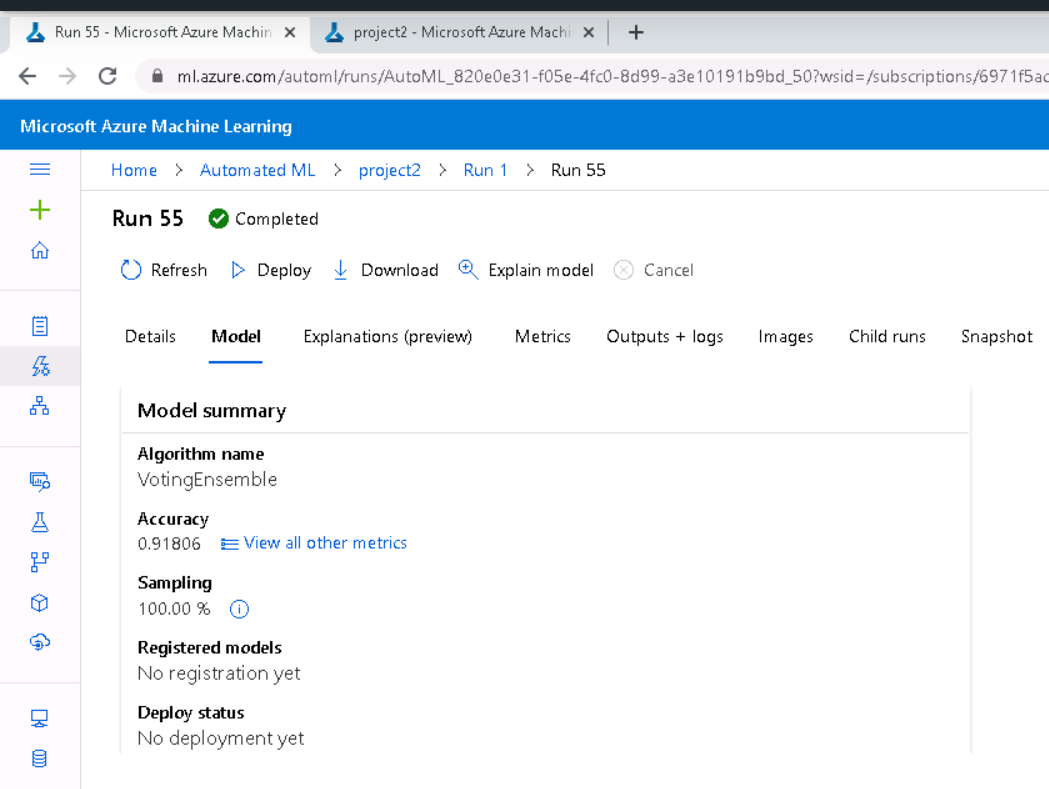 Run 55 - Microsoft Azure Machin
project2 - Microsoft Azure Machi
ml.azure.com/automl/runs/AutoML_820e0e31-f05e-4fc0-8d99-a3e10191b9bd_50?wsid=/subscriptions/6971f5ac
Microsoft Azure Machine Learning
Home > Automated ML > project2 > Run 1 > Run 55
Run 55 Completed
Refresh Deploy Download Explain model Cancel
Details Model Explanations (preview) Metrics Outputs + logs Images Child runs Snapshot
Model summary
Algorithm name
VotingEnsemble
Accuracy
0.91806 View all other metrics
Sampling
100.00 %
Registered models
No registration yet
Deploy status
No deployment yet